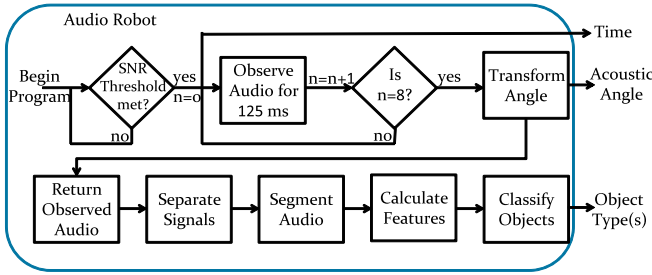 Audio Robot
Time
Begin
Program
SNR
Threshold
met?
yes
n=0
no
Observe
Audio for
125 ms
n=n+1
Is
n=8?
yes
no
Transform
Angle
Acoustic
Angle
Return
Observed
Audio
Separate
Signals
Segment
Audio
Calculate
Features
Classify
Objects
Object
Type(s)